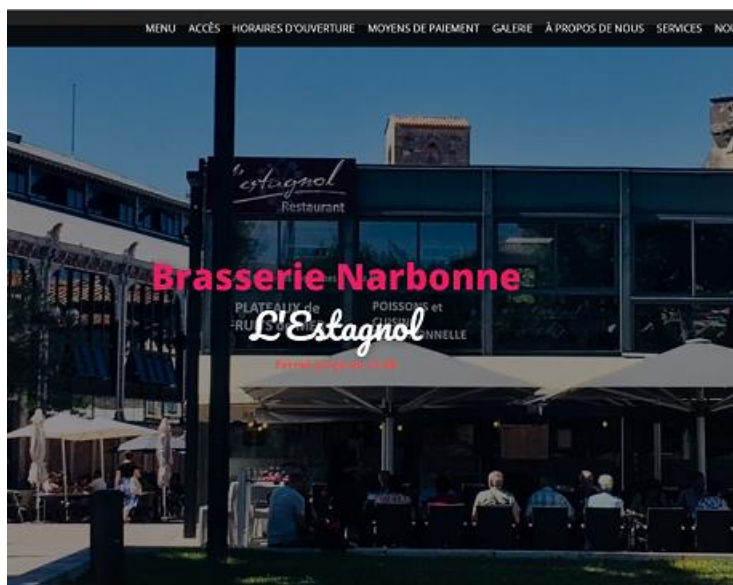 MENU ACCÈS HORAIRES D'OUVERTURE MOYENS DE PAIEMENT GALERIE À PROPOS DE NOUS SERVICES
estagnol
Restaurant
Brasserie Narbonne
PLATEAUX de
POISSONS et
L'Estagnol